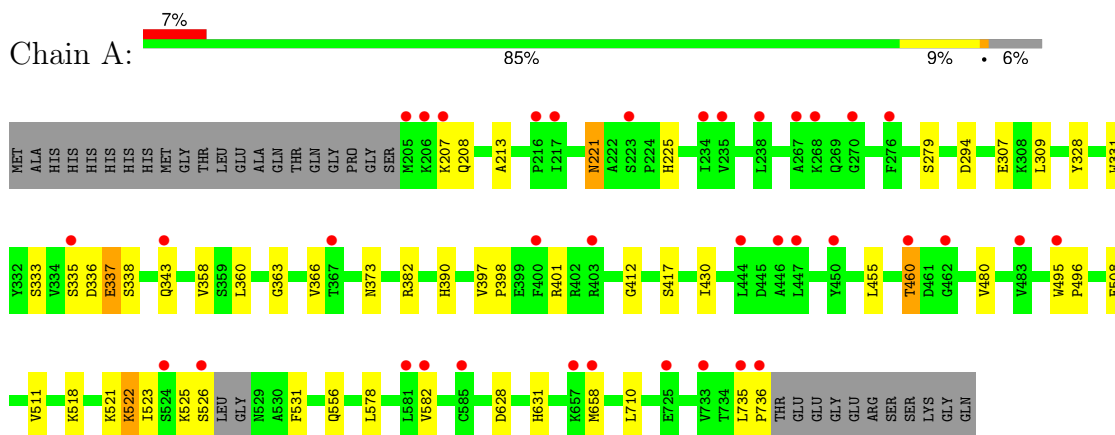 7%
Chain A:
85% 9% • 6%
MET ALA HIS HIS HIS HIS HIS HIS MET GLY THR LEU GLU ALA GLN THR GLN GLY PRO GLY SER M205 K206 K207 Q208 A213 P216 I217 N221 A222 S223 P224 H225 I234 V235 L238 A267 K268 Q269 G270 F276 S279 D294 E307 K308 L309 Y328 W331
Y332 S333 V334 S335 D336 E337 S338 Q343 V358 S359 L360 G363 V366 T367 N373 R382 H390 V397 P398 E399 F400 R401 R402 R403 G412 S417 I430 L444 D445 A446 L447 Y450 L455 T460 D461 G462 V480 V483 W495 P496 E508
V511 K518 K521 K522 I523 S524 K525 S526 LEU GLY N529 A530 F531 Q556 L578 L581 V582 C585 D628 H631 K657 M658 L710 E725 V733 T734 L735 P736 THR GLU GLU GLY GLU ARG SER SER LYS GLY GLN